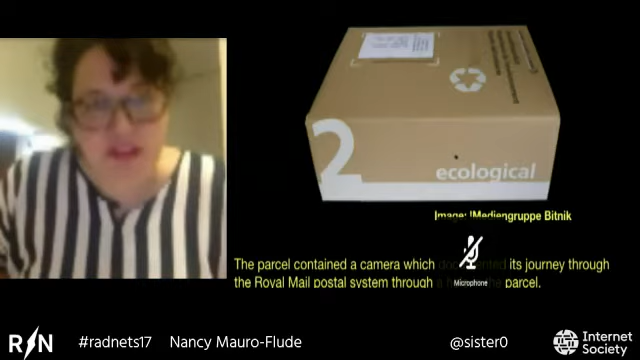 2
ecological
Image: !Mediengruppe Bitnik
The parcel contained a camera which its journey through
the Royal Mail postal system through parcel.
Microphone
#radnets17 Nancy Mauro-Flude @sister0 Internet
Society